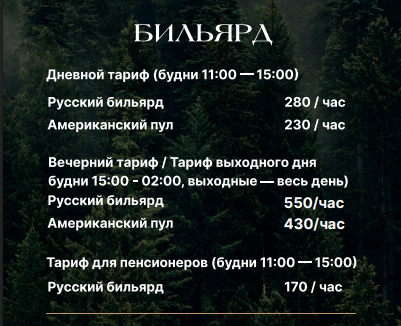 БИЛЬЯРД
Дневной тариф (будни 11:00 — 15:00)
Русский бильярд 280 / час
Американский пул 230 / час
Вечерний тариф / Тариф выходного дня
будни 15:00 - 02:00, выходные — весь день)
Русский бильярд 550/час
Американский пул 430/час
Тариф для пенсионеров (будни 11:00 — 15:00)
Русский бильярд 170 / час